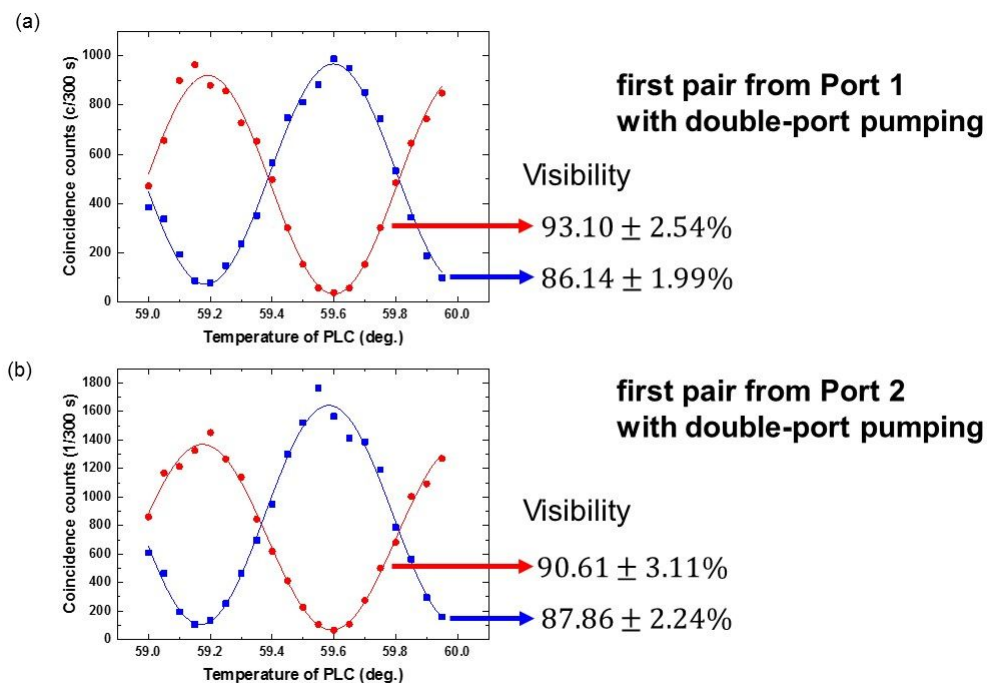 (a)
1000
800
600
400
200
0
Coincidence counts (c/300 s)
59.0 59.2 59.4 59.6 59.8 60.0
Temperature of PLC (deg.)
first pair from Port 1
with double-port pumping
Visibility
93.10 ± 2.54%
86.14 ± 1.99%
(b)
1800
1600
1400
1200
1000
800
600
400
200
0
Coincidence counts (1/300 s)
59.0 59.2 59.4 59.6 59.8 60.0
Temperature of PLC (deg.)
first pair from Port 2
with double-port pumping
Visibility
90.61 ± 3.11%
87.86 ± 2.24%